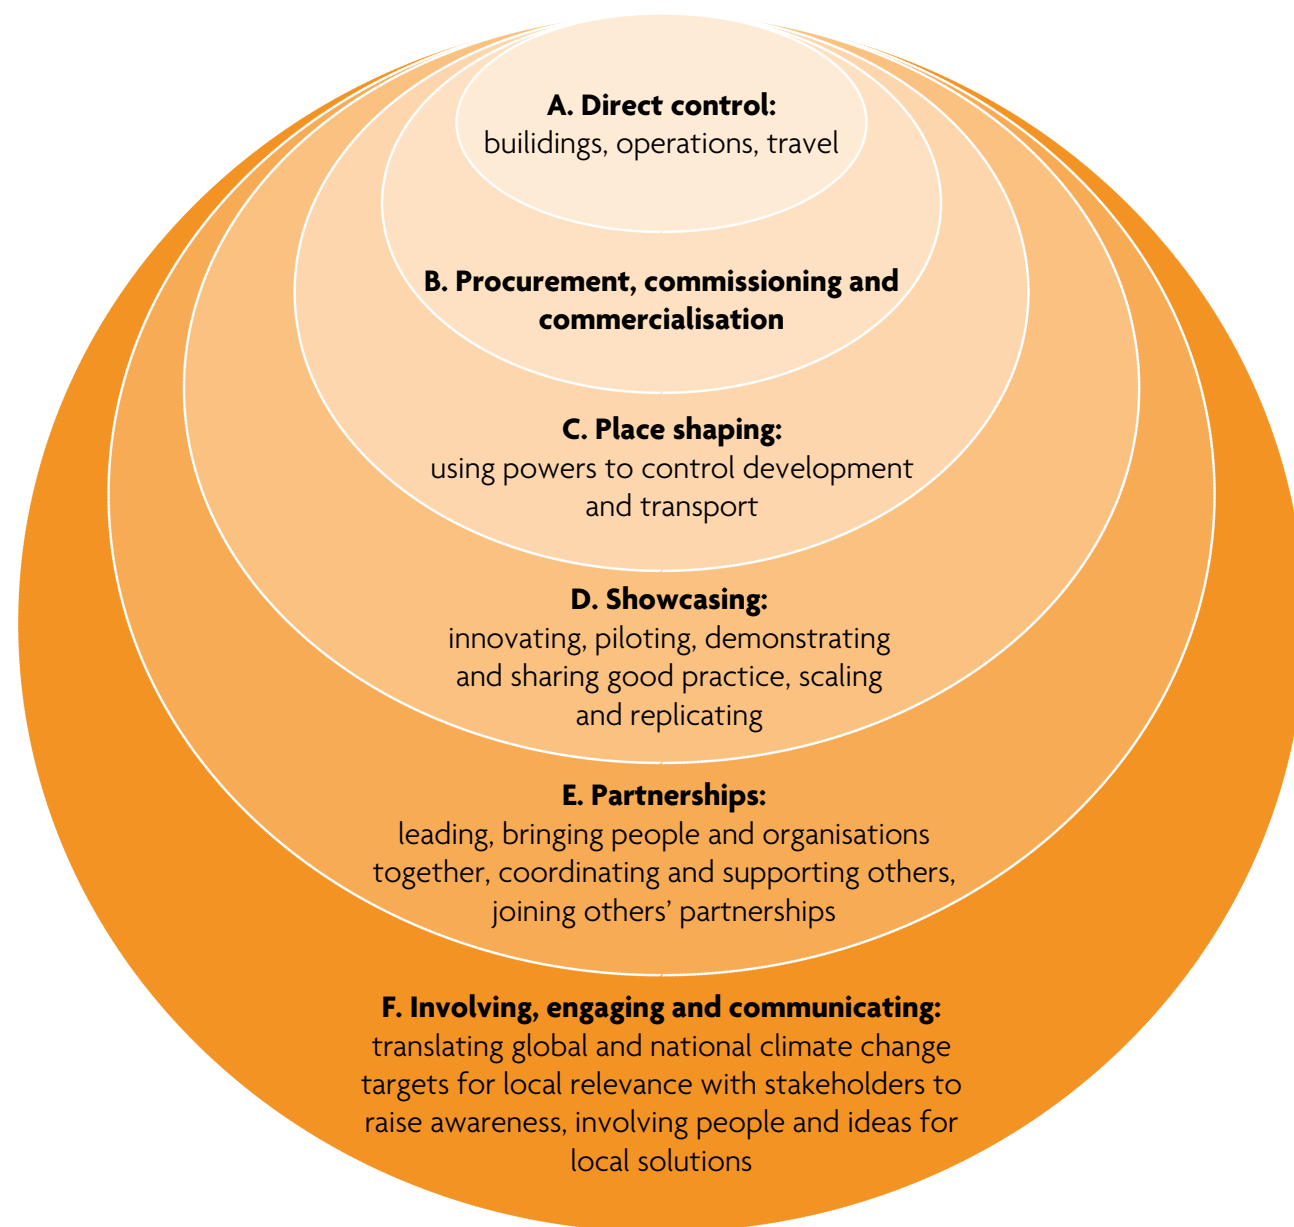 A. Direct control:
builidings, operations, travel
B. Procurement, commissioning and
commercialisation
C. Place shaping:
using powers to control development
and transport
D. Showcasing:
innovating, piloting, demonstrating
and sharing good practice, scaling
and replicating
E. Partnerships:
leading, bringing people and organisations
together, coordinating and supporting others,
joining others’ partnerships
F. Involving, engaging and communicating:
translating global and national climate change
targets for local relevance with stakeholders to
raise awareness, involving people and ideas for
local solutions